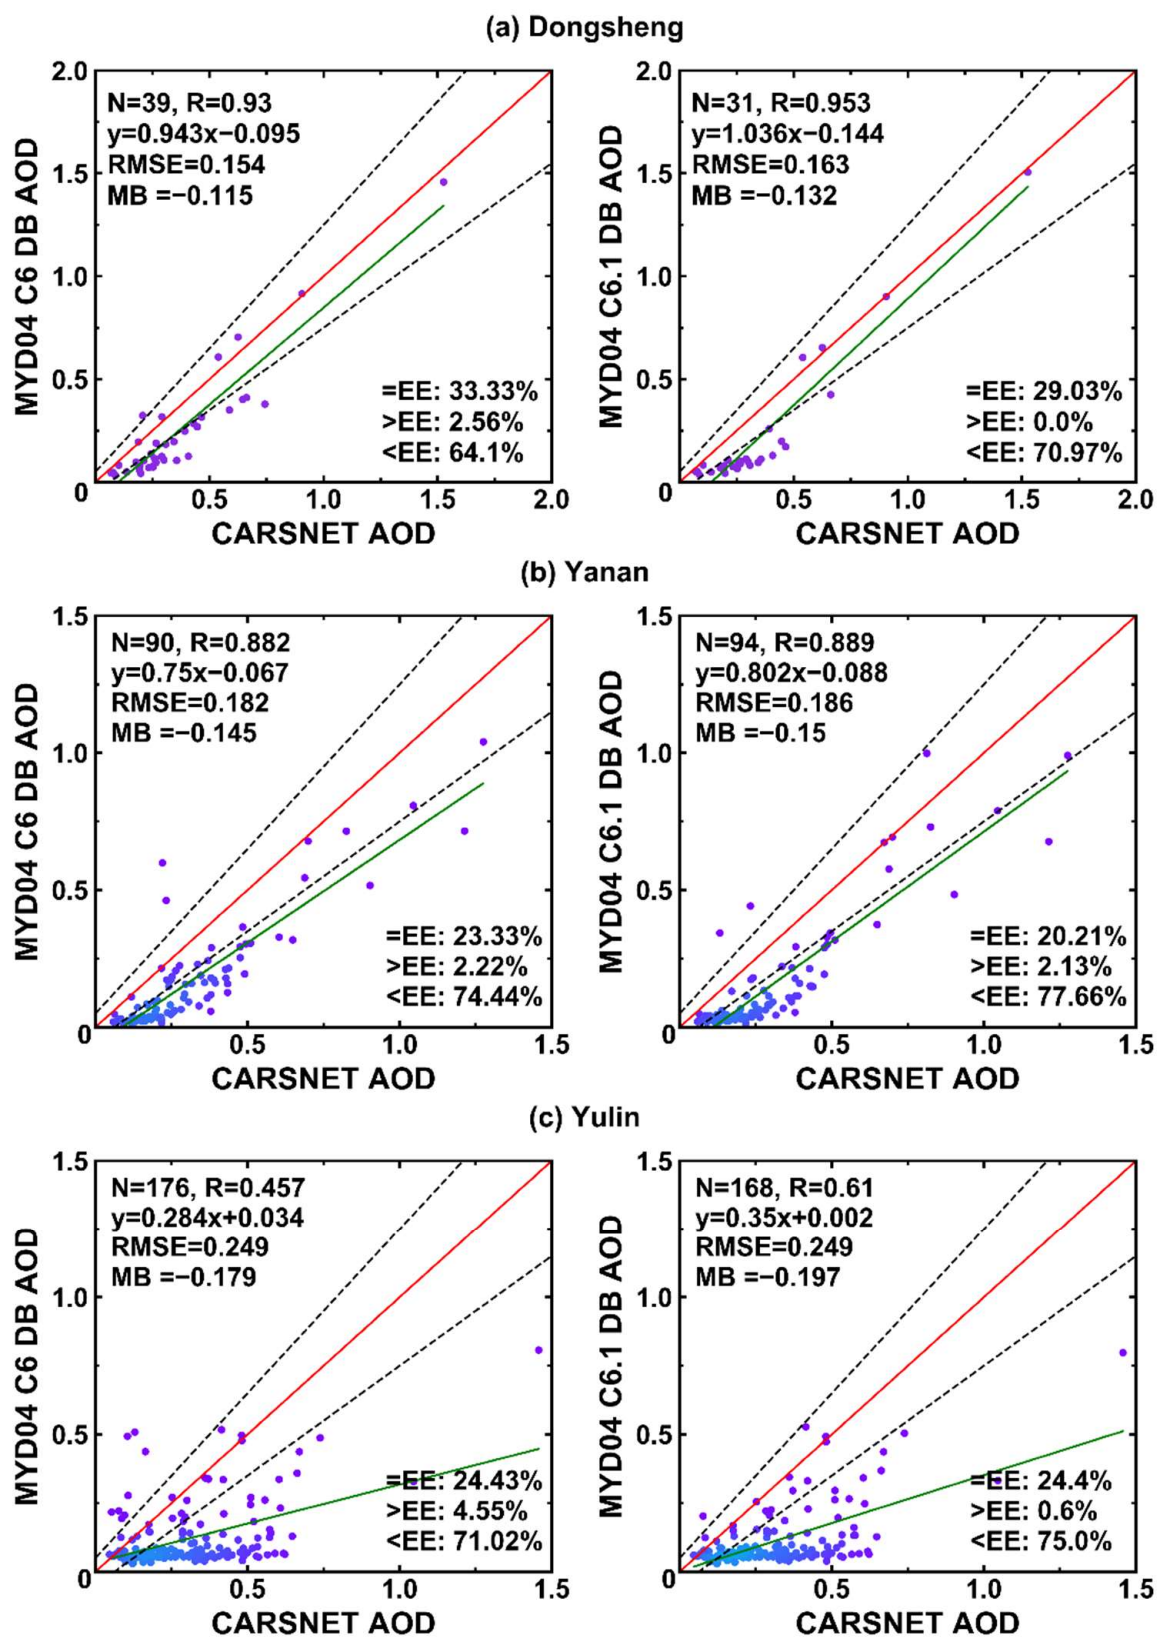 (a) Dongsheng
MYD04 C6 DB AOD
2.0
1.5
1.0
0.5
0
N=39, R=0.93
y=0.943x−0.095
RMSE=0.154
MB =−0.115
=EE: 33.33%
>EE: 2.56%
<EE: 64.1%
0.5 1.0 1.5 2.0
CARSNET AOD
MYD04 C6.1 DB AOD
2.0
1.5
1.0
0.5
0
N=31, R=0.953
y=1.036x−0.144
RMSE=0.163
MB =−0.132
=EE: 29.03%
>EE: 0.0%
<EE: 70.97%
0.5 1.0 1.5 2.0
CARSNET AOD
(b) Yanan
MYD04 C6 DB AOD
1.5
1.0
0.5
0
N=90, R=0.882
y=0.75x−0.067
RMSE=0.182
MB =−0.145
=EE: 23.33%
>EE: 2.22%
<EE: 74.44%
0.5 1.0 1.5
CARSNET AOD
MYD04 C6.1 DB AOD
1.5
1.0
0.5
0
N=94, R=0.889
y=0.802x−0.088
RMSE=0.186
MB =−0.15
=EE: 20.21%
>EE: 2.13%
<EE: 77.66%
0.5 1.0 1.5
CARSNET AOD
(c) Yulin
MYD04 C6 DB AOD
1.5
1.0
0.5
0
N=176, R=0.457
y=0.284x+0.034
RMSE=0.249
MB =−0.179
=EE: 24.43%
>EE: 4.55%
<EE: 71.02%
0.5 1.0 1.5
CARSNET AOD
MYD04 C6.1 DB AOD
1.5
1.0
0.5
0
N=168, R=0.61
y=0.35x+0.002
RMSE=0.249
MB =−0.197
=EE: 24.4%
>EE: 0.6%
<EE: 75.0%
0.5 1.0 1.5
CARSNET AOD